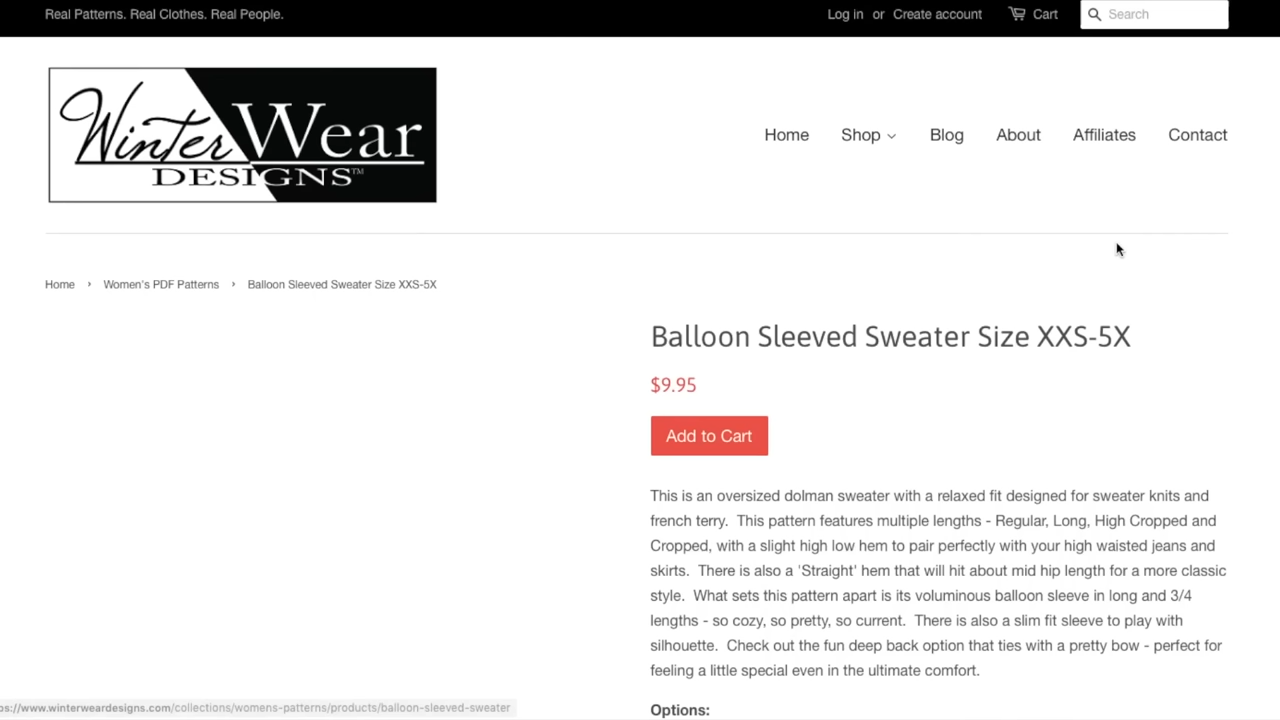 Real Patterns. Real Clothes. Real People.
Log in or Create account Cart Search
Winter Wear
DESIGNS™
Home Shop Blog About Affiliates Contact
Home › Women's PDF Patterns › Balloon Sleeved Sweater Size XXS-5X
Balloon Sleeved Sweater Size XXS-5X
$9.95
Add to Cart
This is an oversized dolman sweater with a relaxed fit designed for sweater knits and
french terry. This pattern features multiple lengths - Regular, Long, High Cropped and
Cropped, with a slight high low hem to pair perfectly with your high waisted jeans and
skirts. There is also a 'Straight' hem that will hit about mid hip length for a more classic
style. What sets this pattern apart is its voluminous balloon sleeve in long and 3/4
lengths - so cozy, so pretty, so current. There is also a slim fit sleeve to play with
silhouette. Check out the fun deep back option that ties with a pretty bow - perfect for
feeling a little special even in the ultimate comfort.
Options:
ps://www.winterweardesigns.com/collections/womens-patterns/products/balloon-sleeved-sweater